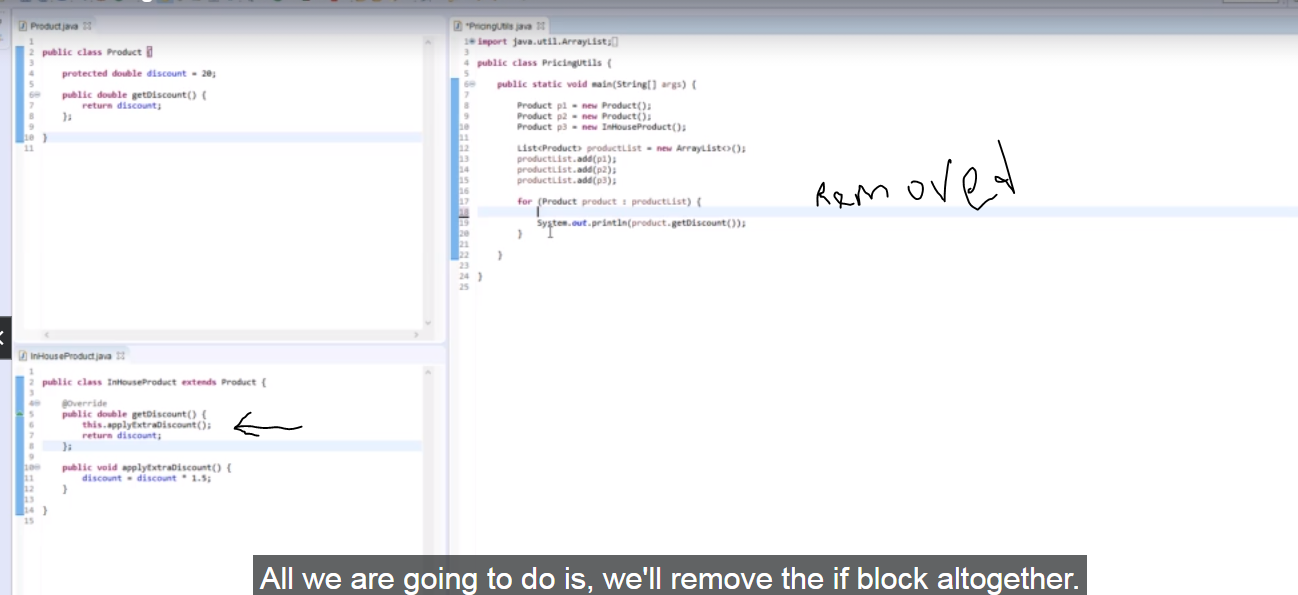 Product.java
1
2 public class Product {
3
4 protected double discount = 20;
5
6 public double getDiscount() {
7 return discount;
8 };
9
10 }
11
*PricingUtils.java
1 import java.util.ArrayList;
3
4 public class PricingUtils {
5
6 public static void main(String[] args) {
7
8 Product p1 = new Product();
9 Product p2 = new Product();
10 Product p3 = new InHouseProduct();
11
12 List<Product> productList = new ArrayList<>();
13 productList.add(p1);
14 productList.add(p2);
15 productList.add(p3);
16
17 for (Product product : productList) {
18
19 System.out.println(product.getDiscount());
20 }
21
22 }
23
24 }
25
Removed
InHouseProduct.java
1
2 public class InHouseProduct extends Product {
3
4 @Override
5 public double getDiscount() {
6 this.applyExtraDiscount();
7 return discount;
8 };
9
10 public void applyExtraDiscount() {
11 discount = discount * 1.5;
12 }
13
14 }
15
All we are going to do is, we'll remove the if block altogether.